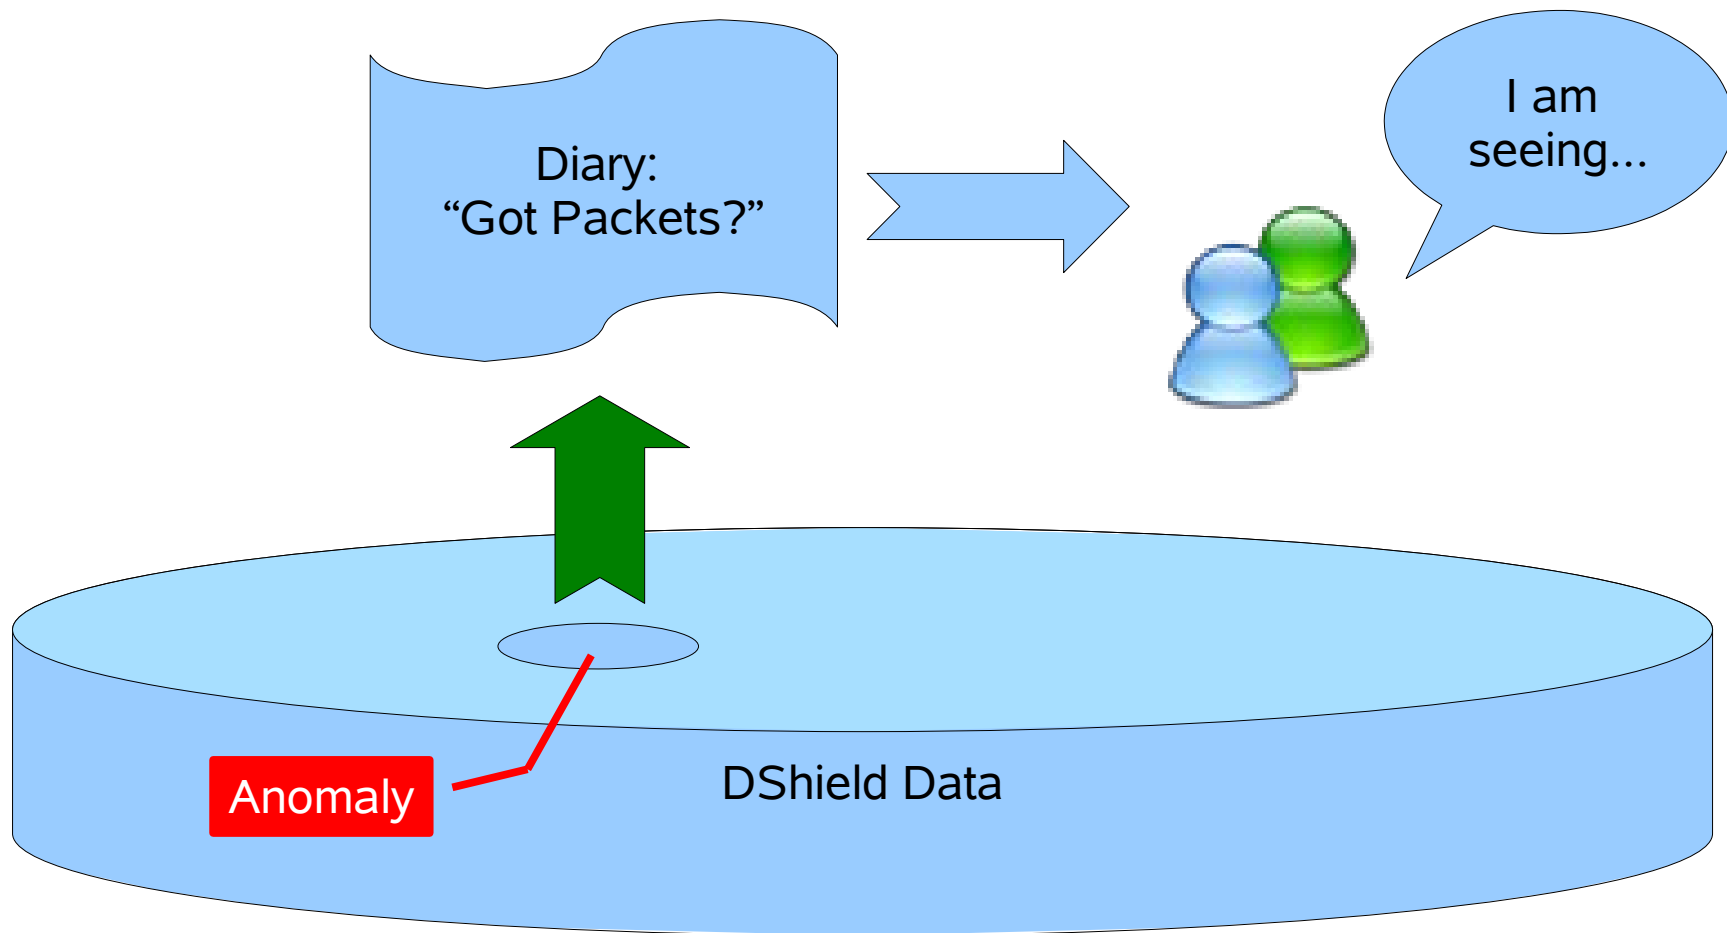 Diary:
“Got Packets?”
I am
seeing...
Anomaly
DShield Data